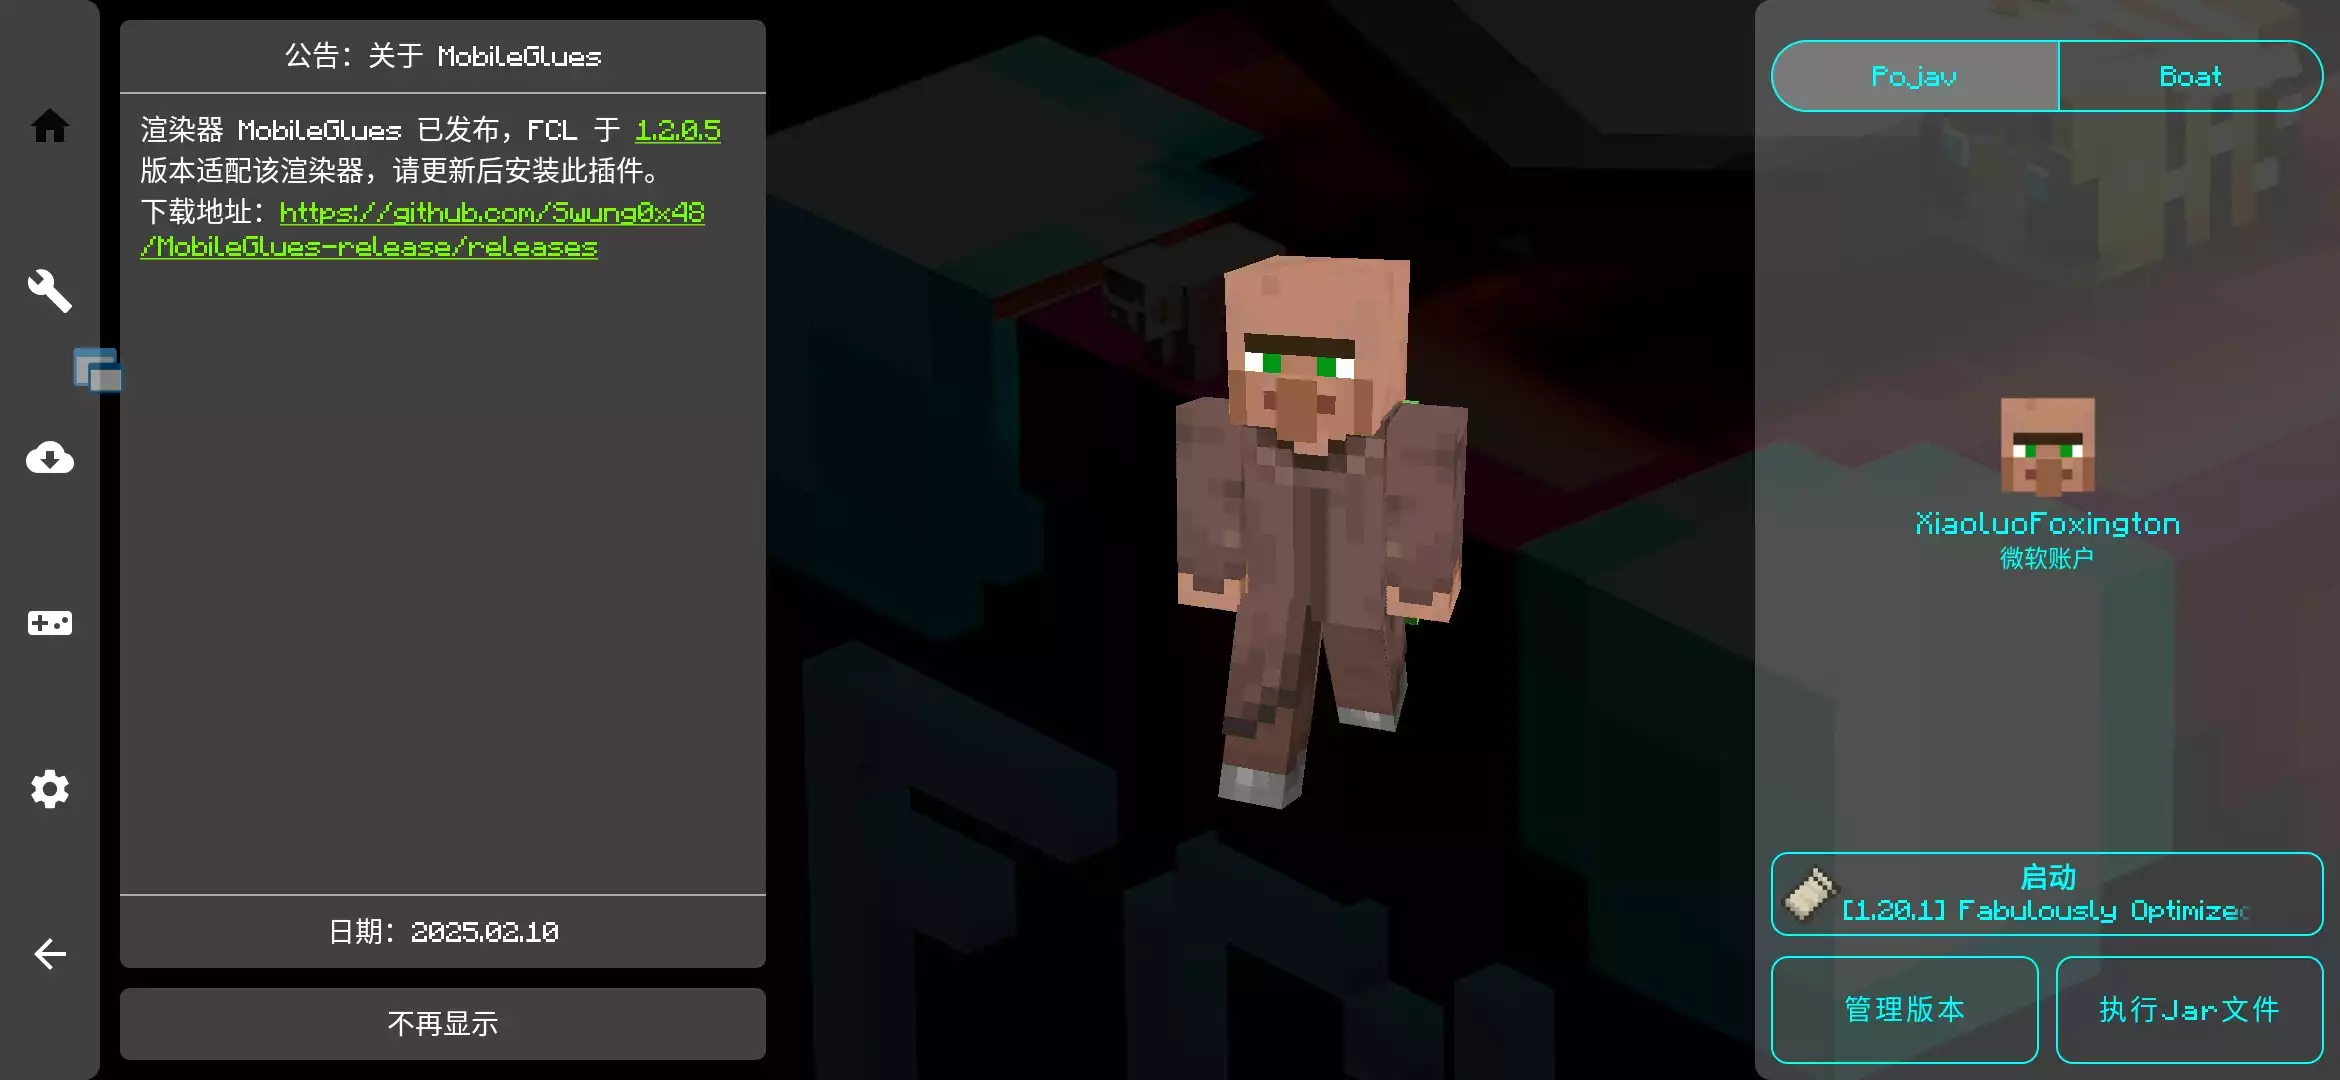 公告：关于 MobileGlues
渲染器 MobileGlues 已发布，FCL 于 1.2.0.5
版本适配该渲染器，请更新后安装此插件。
下载地址：https://github.com/Swung0x48
/MobileGlues-release/releases
日期：2025.02.10
不再显示
Pojav
Boat
XiaoluoFoxington
微软账户
启动
[1.20.1] Fabulously Optimized
管理版本
执行Jar文件